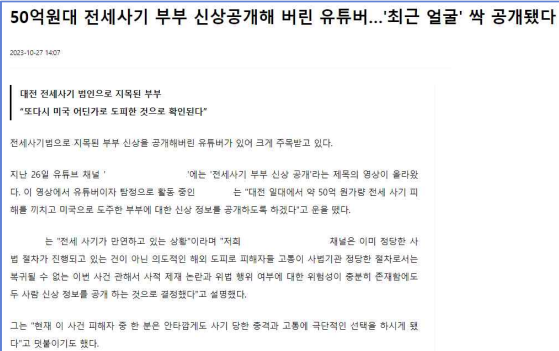 50억원대 전세사기 부부 신상공개해 버린 유튜버...'최근 얼굴' 싹 공개됐다
2023-10-27 14:07
대전 전세사기 범인으로 지목된 부부
“또다시 미국 어딘가로 도피한 것으로 확인된다”
전세사기범으로 지목된 부부 신상을 공개해버린 유튜버가 있어 크게 주목받고 있다.
지난 26일 유튜브 채널 ' '에는 '전세사기 부부 신상 공개'라는 제목의 영상이 올라왔
다. 이 영상에서 유튜버이자 탐정으로 활동 중인 는 "대전 일대에서 약 50억 원가량 전세 사기 피
해를 끼치고 미국으로 도주한 부부에 대한 신상 정보를 공개하도록 하겠다"고 운을 뗐다.
는 "전세 사기가 만연하고 있는 상황"이라며 "저희 채널은 이미 정당한 사
법 절차가 진행되고 있는 건이 아닌 의도적인 해외 도피로 피해자들 고통이 사법기관 정당한 절차로서는
복귀될 수 없는 이번 사건 관해서 사적 제재 논란과 위법 행위 여부에 대한 위험성이 충분히 존재함에도
두 사람 신상 정보를 공개 하는 것으로 결정했다"고 설명했다.
그는 "현재 이 사건 피해자 중 한 분은 안타깝게도 사기 당한 충격과 고통에 극단적인 선택을 하시게 됐
다"고 덧붙이기도 했다.